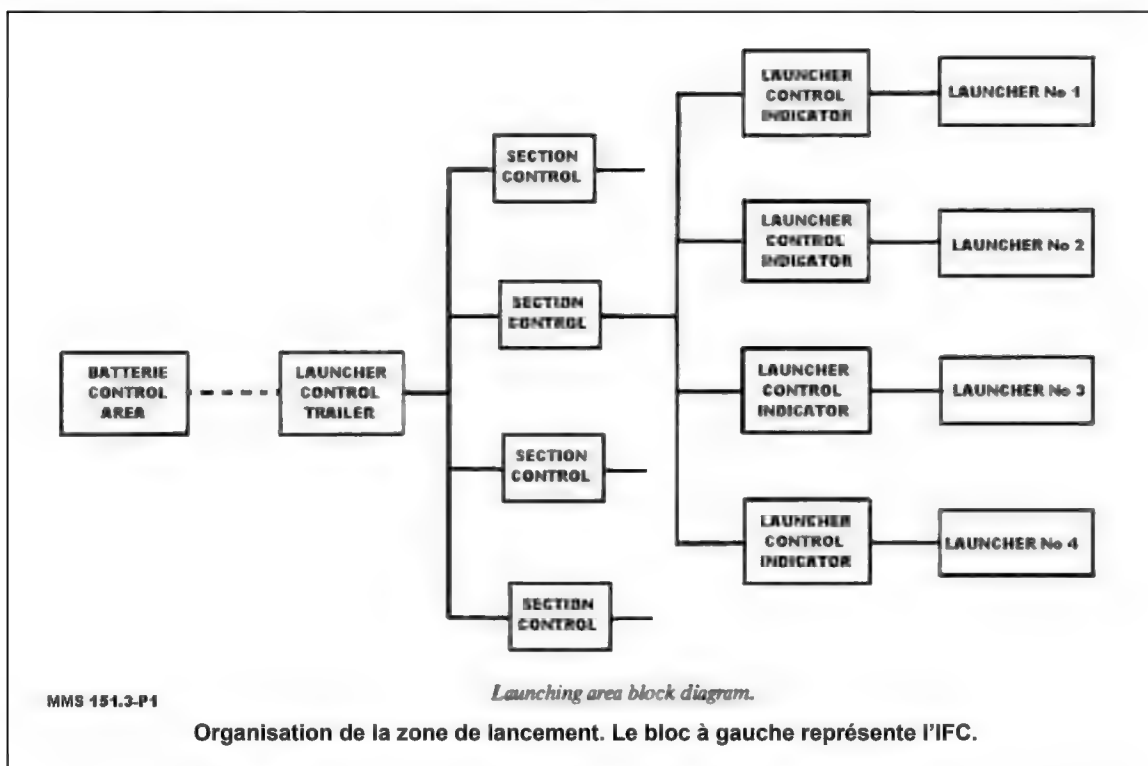 LAUNCHER
CONTROL
INDICATOR
LAUNCHER No 1
SECTION
CONTROL
LAUNCHER
CONTROL
INDICATOR
LAUNCHER No 2
SECTION
CONTROL
BATTERIE
CONTROL
AREA
LAUNCHER
CONTROL
TRAILER
LAUNCHER
CONTROL
INDICATOR
LAUNCHER No 3
SECTION
CONTROL
LAUNCHER
CONTROL
INDICATOR
LAUNCHER No 4
SECTION
CONTROL
MMS 151.3-P1
Launching area block diagram.
Organisation de la zone de lancement. Le bloc à gauche représente l'IFC.